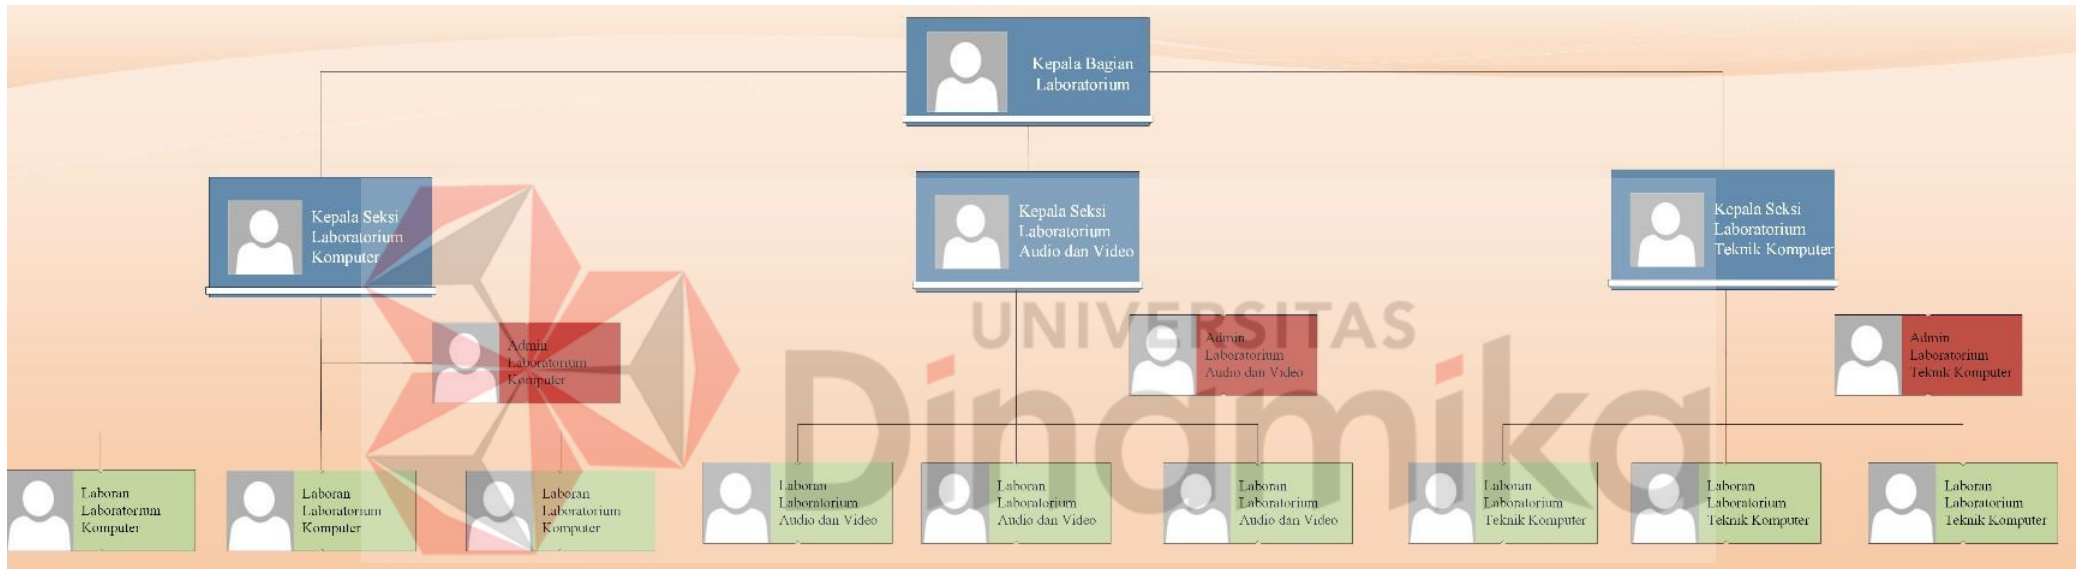 Kepala Bagian
Laboratorium
Kepala Seksi
Laboratorium
Komputer
Kepala Seksi
Laboratorium
Audio dan Video
Kepala Seksi
Laboratorium
Teknik Komputer
UNIVERSITAS
Dinamika
Admin
Laboratorium
Komputer
Admin
Laboratorium
Audio dan Video
Admin
Laboratorium
Teknik Komputer
Laboran
Laboratorium
Komputer
Laboran
Laboratorium
Komputer
Laboran
Laboratorium
Komputer
Laboran
Laboratorium
Audio dan Video
Laboran
Laboratorium
Audio dan Video
Laboran
Laboratorium
Audio dan Video
Laboran
Laboratorium
Teknik Komputer
Laboran
Laboratorium
Teknik Komputer
Laboran
Laboratorium
Teknik Komputer